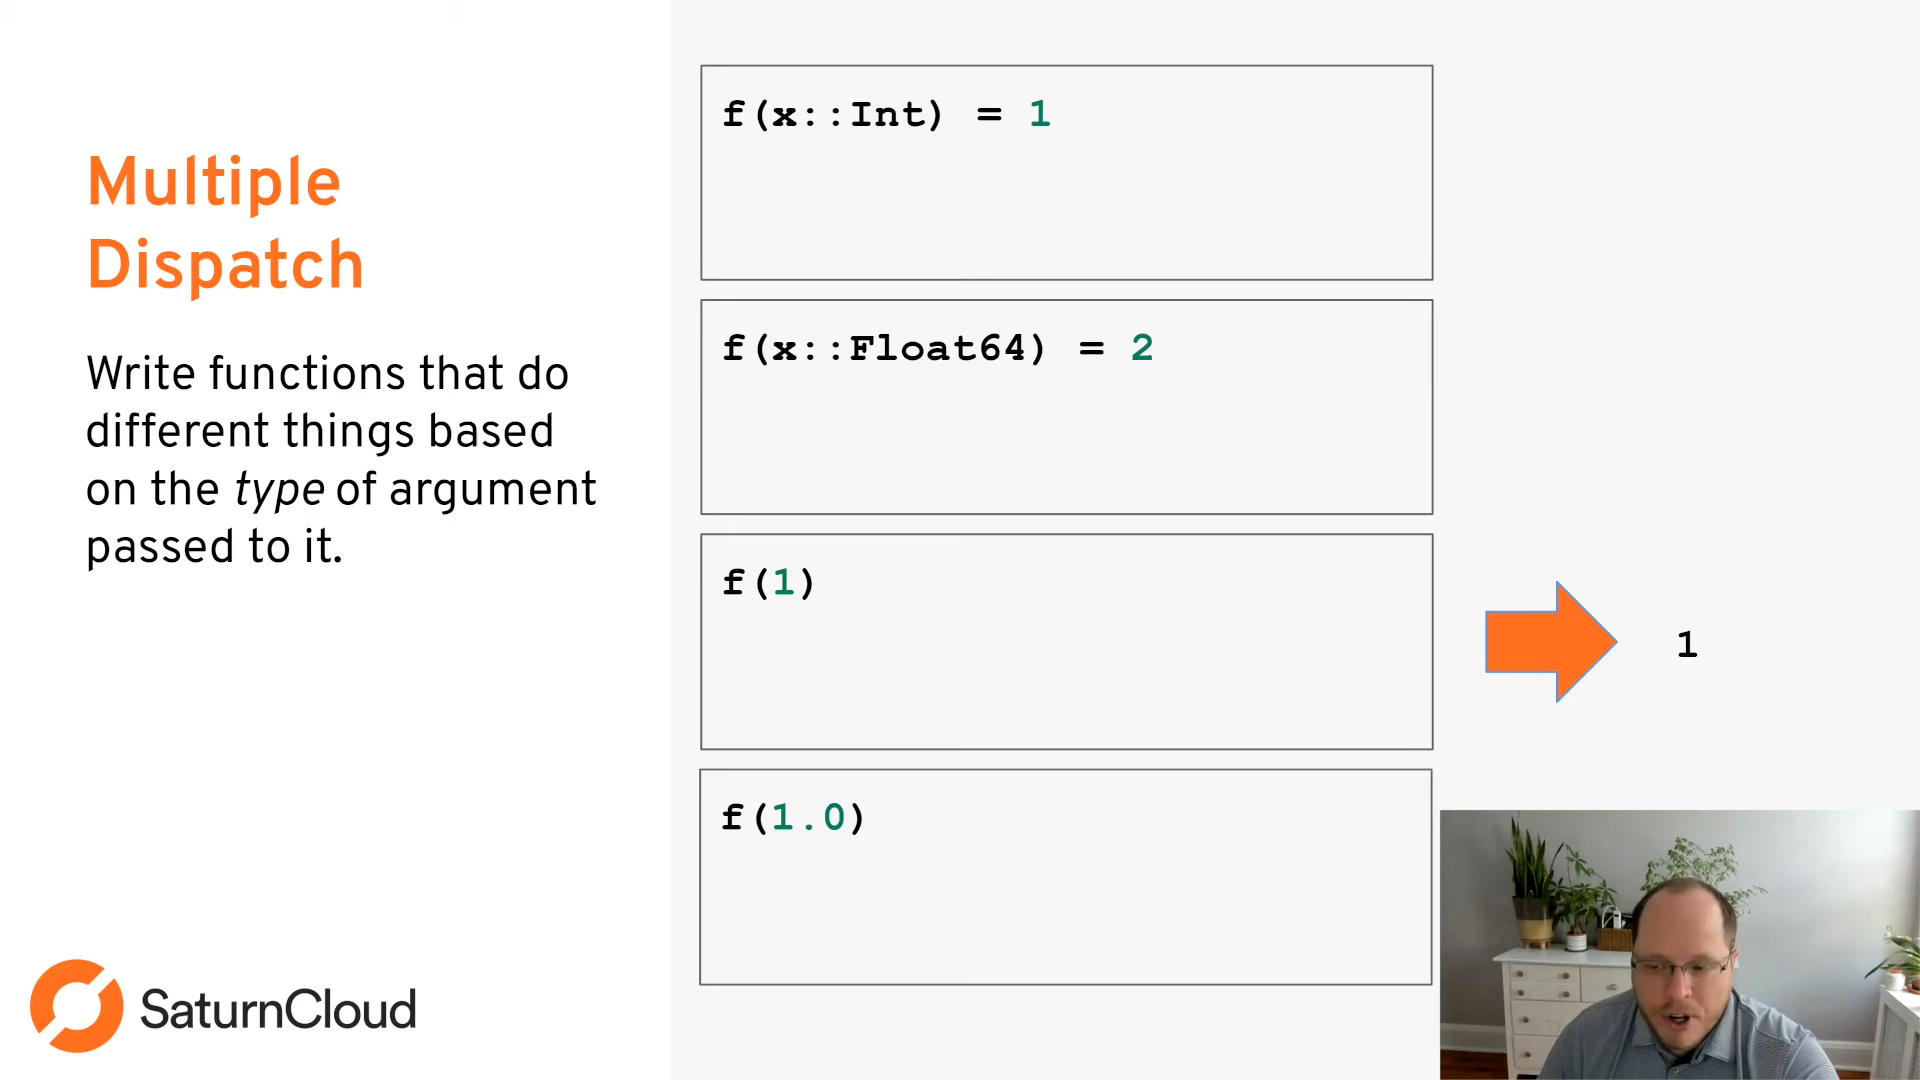 Multiple
Dispatch
Write functions that do
different things based
on the type of argument
passed to it.
f(x::Int) = 1
f(x::Float64) = 2
f(1)
1
f(1.0)
SaturnCloud